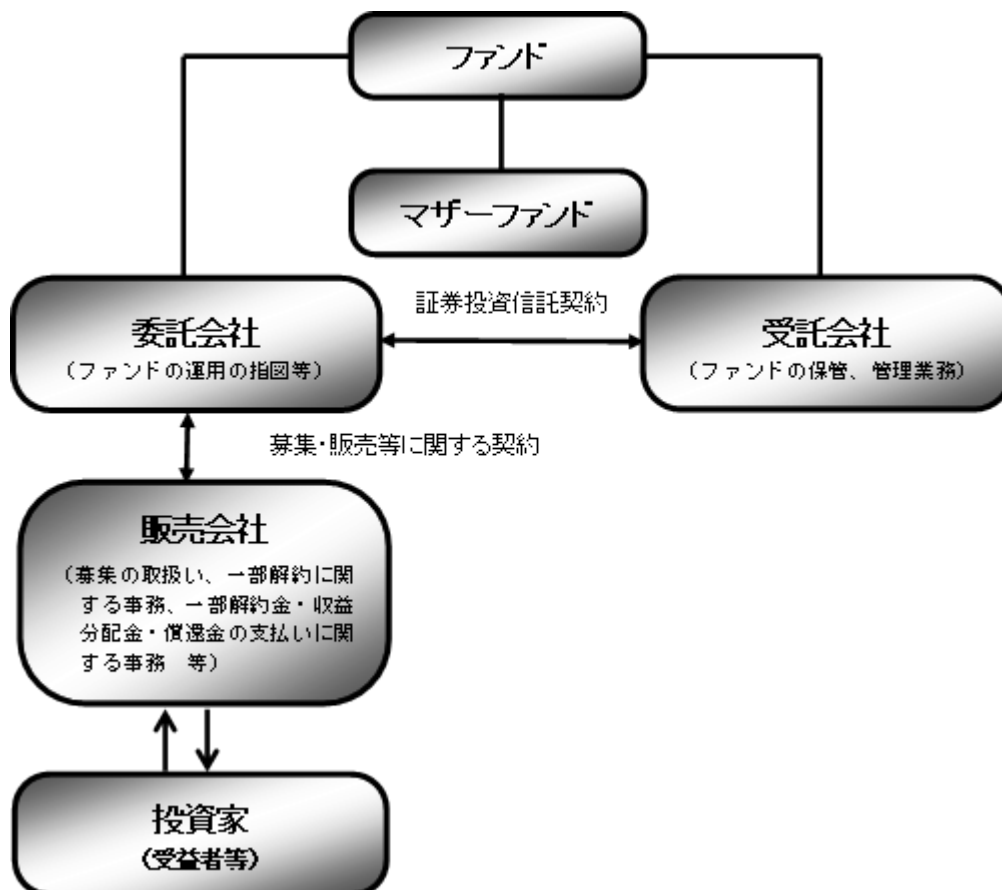 ファンド
マザーファンド
証券投資信託契約
委託会社
(ファンドの運用の指図等)
受託会社
(ファンドの保管、管理業務)
募集・販売等に関する契約
販売会社
(募集の取扱い、一部解約に関
する事務、一部解約金・収益
分配金・償還金の支払いに関
する事務　等)
投資家
(受益者等)